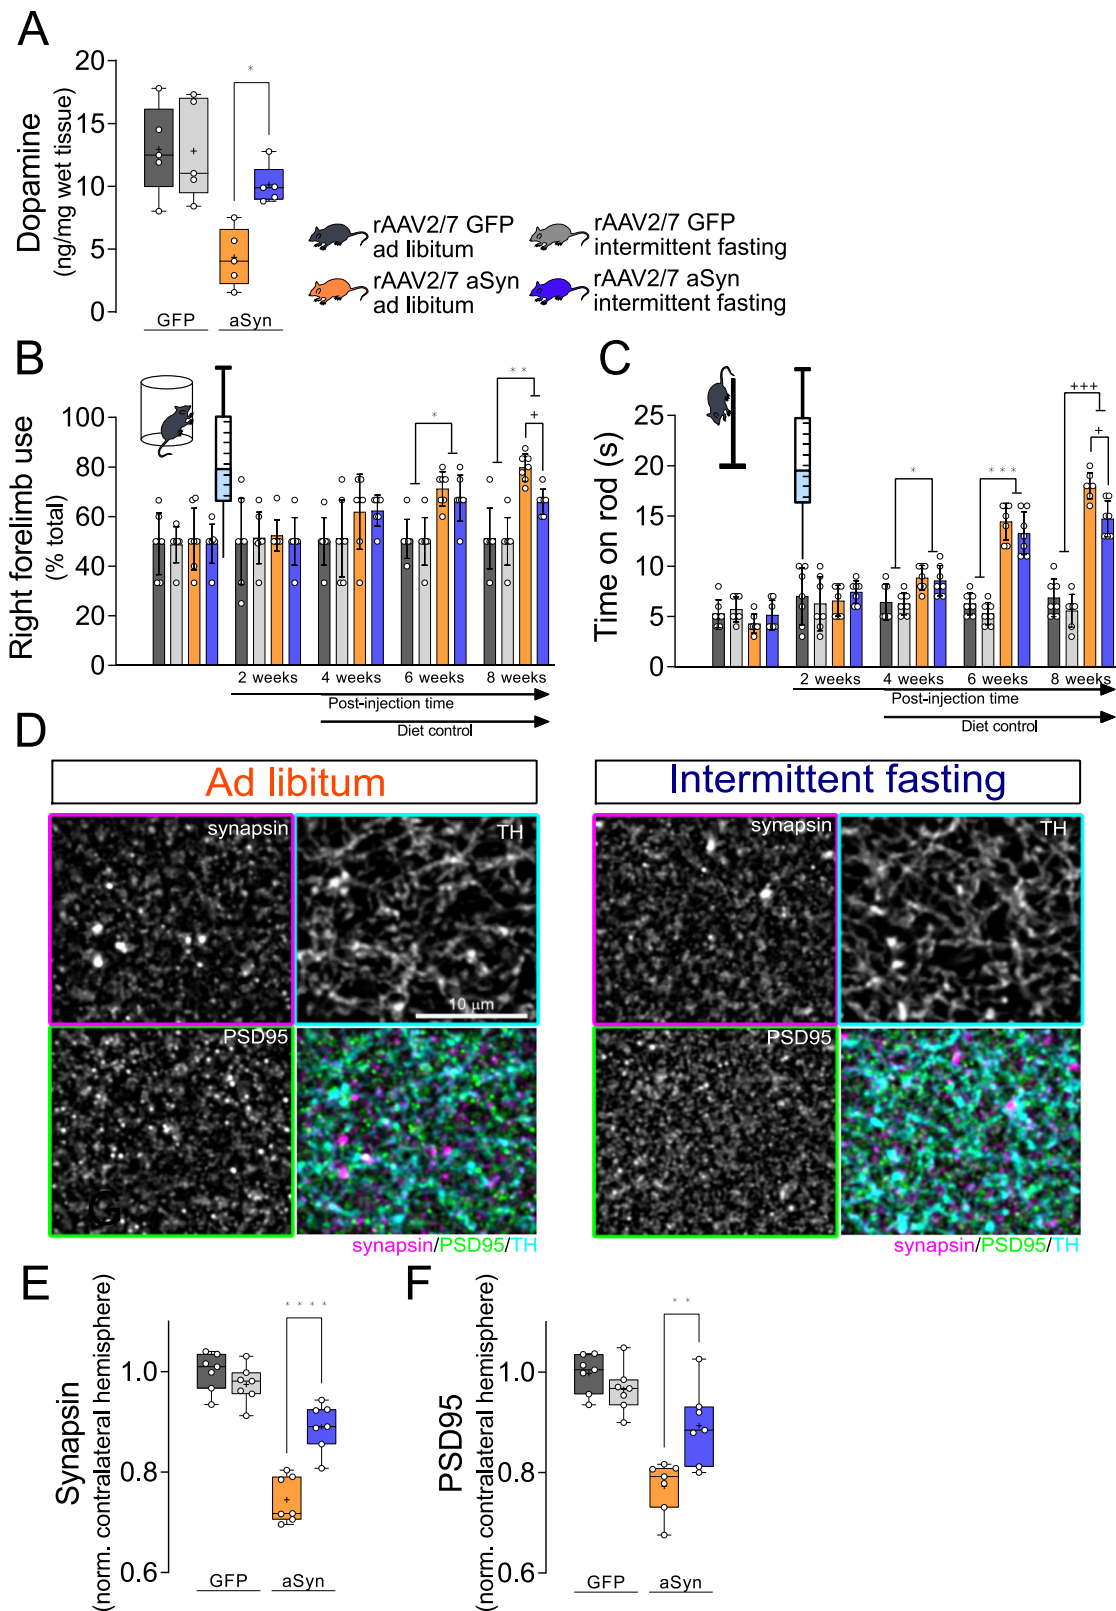 A
20
15
10
5
0
Dopamine
(ng/mg wet tissue)
*
GFP
aSyn
rAAV2/7 GFP
ad libitum
rAAV2/7 GFP
intermittent fasting
rAAV2/7 aSyn
ad libitum
rAAV2/7 aSyn
intermittent fasting
B
Right forelimb use
(% total)
100
80
60
40
20
0
*
* *
+
2 weeks
4 weeks
6 weeks
8 weeks
Post-injection time
Diet control
C
Time on rod (s)
25
20
15
10
5
0
*
* * *
+++
+
2 weeks
4 weeks
6 weeks
8 weeks
Post-injection time
Diet control
D
Ad libitum
Intermittent fasting
synapsin
TH
10 μm
PSD95
synapsin/PSD95/TH
synapsin
TH
PSD95
synapsin/PSD95/TH
G
E
Synapsin
(norm. contralateral hemisphere)
1.0
0.8
0.6
* * * *
GFP
aSyn
F
PSD95
(norm. contralateral hemisphere)
1.0
0.8
0.6
* *
GFP
aSyn